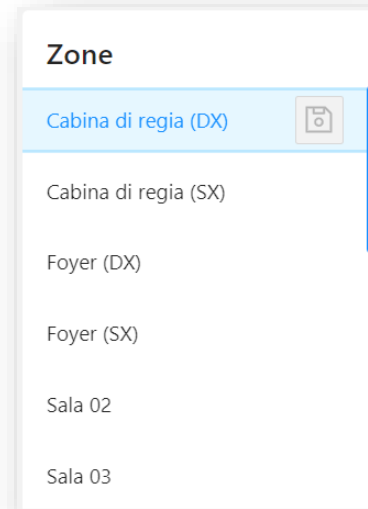 Zone
Cabina di regia (DX)
Cabina di regia (SX)
Foyer (DX)
Foyer (SX)
Sala 02
Sala 03